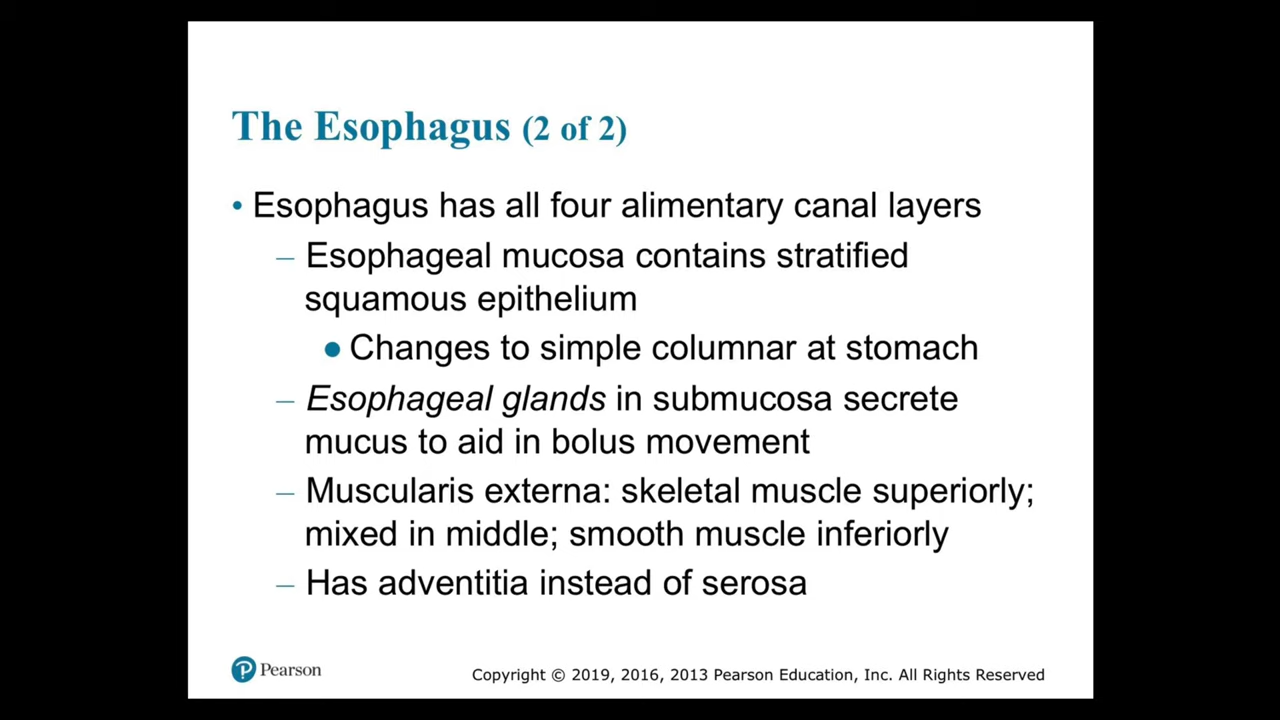 The Esophagus (2 of 2)
• Esophagus has all four alimentary canal layers
– Esophageal mucosa contains stratified
squamous epithelium
● Changes to simple columnar at stomach
– Esophageal glands in submucosa secrete
mucus to aid in bolus movement
– Muscularis externa: skeletal muscle superiorly;
mixed in middle; smooth muscle inferiorly
– Has adventitia instead of serosa
P Pearson
Copyright © 2019, 2016, 2013 Pearson Education, Inc. All Rights Reserved